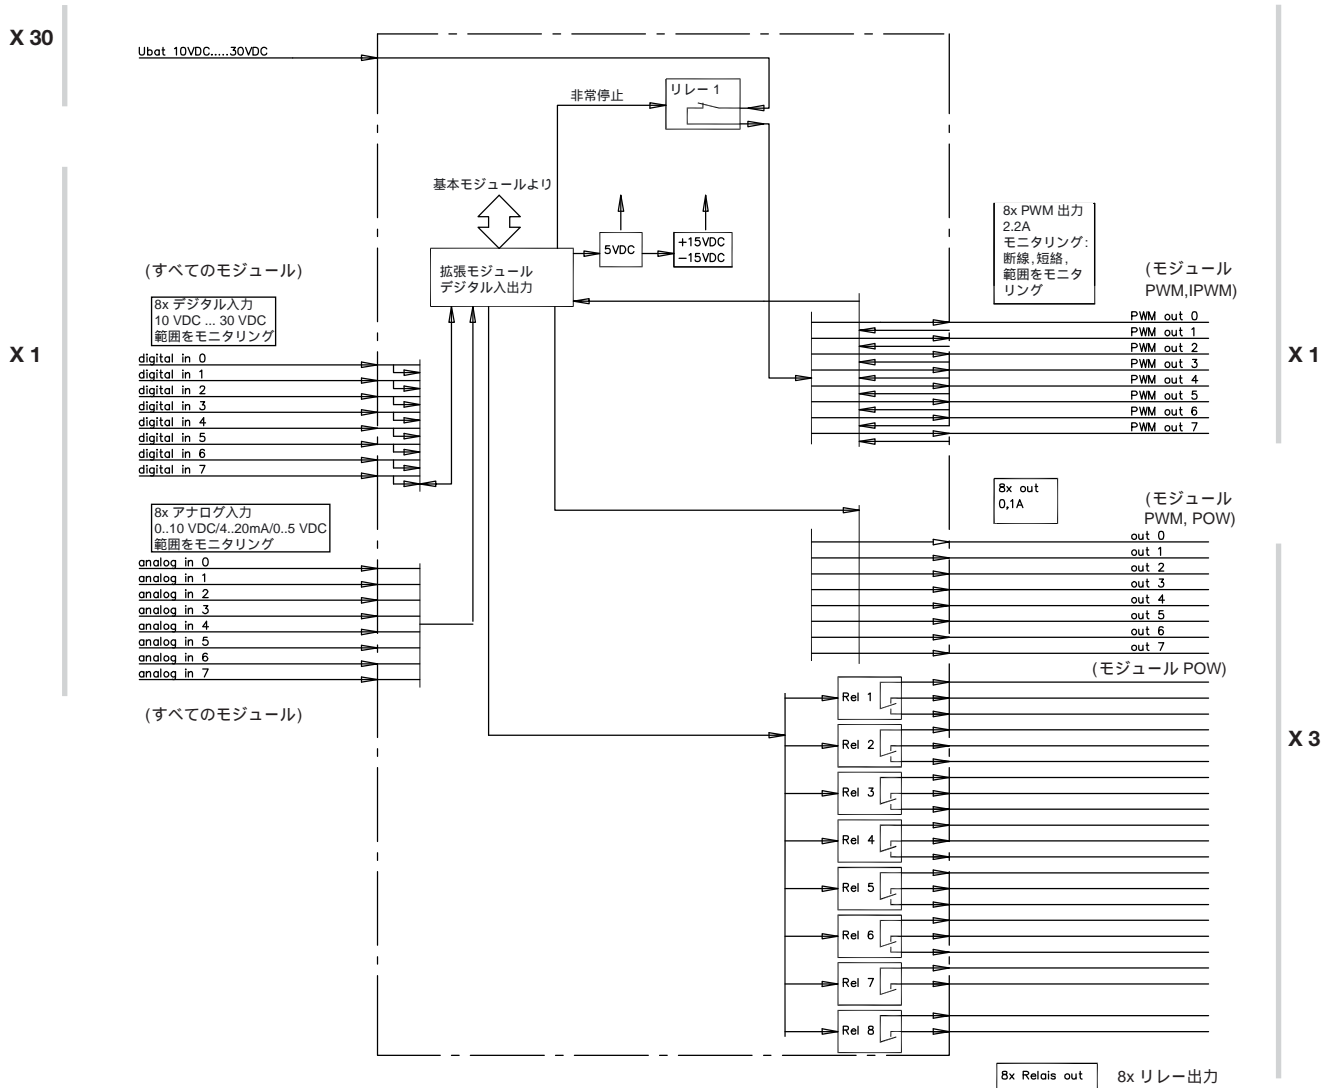 X 30
Ubat 10VDC.....30VDC
リレー 1
非常停止
基本モジュールより
5VDC
+15VDC
−15VDC
拡張モジュール
デジタル入出力
X 1
(すべてのモジュール)
8x デジタル入力
10 VDC ... 30 VDC
範囲をモニタリング
digital in 0
digital in 1
digital in 2
digital in 3
digital in 4
digital in 5
digital in 6
digital in 7
8x アナログ入力
0..10 VDC/4..20mA/0..5 VDC
範囲をモニタリング
analog in 0
analog in 1
analog in 2
analog in 3
analog in 4
analog in 5
analog in 6
analog in 7
(すべてのモジュール)
8x PWM 出力
2.2A
モニタリング:
断線,短絡,
範囲をモニタ
リング
(モジュール
PWM,IPWM)
PWM out 0
PWM out 1
PWM out 2
PWM out 3
PWM out 4
PWM out 5
PWM out 6
PWM out 7
X 1
8x out
0,1A
(モジュール
PWM, POW)
out 0
out 1
out 2
out 3
out 4
out 5
out 6
out 7
(モジュール POW)
Rel 1
Rel 2
Rel 3
Rel 4
Rel 5
Rel 6
Rel 7
Rel 8
X 3
8x Relais out
8x リレー出力